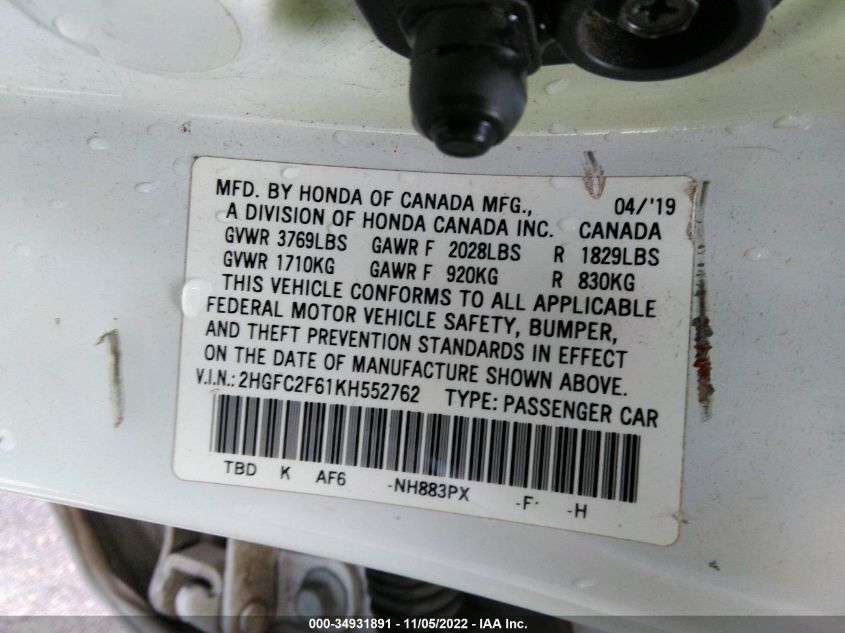 MFD. BY HONDA OF CANADA MFG., 04/'19
A DIVISION OF HONDA CANADA INC. CANADA
GVWR 3769LBS GAWR F 2028LBS R 1829LBS
GVWR 1710KG GAWR F 920KG R 830KG
THIS VEHICLE CONFORMS TO ALL APPLICABLE
FEDERAL MOTOR VEHICLE SAFETY, BUMPER,
AND THEFT PREVENTION STANDARDS IN EFFECT
ON THE DATE OF MANUFACTURE SHOWN ABOVE.
V.I.N.: 2HGFC2F61KH552762 TYPE: PASSENGER CAR
TBD K AF6 -NH883PX -F- -H
000-34931891 - 11/05/2022 - IAA Inc.